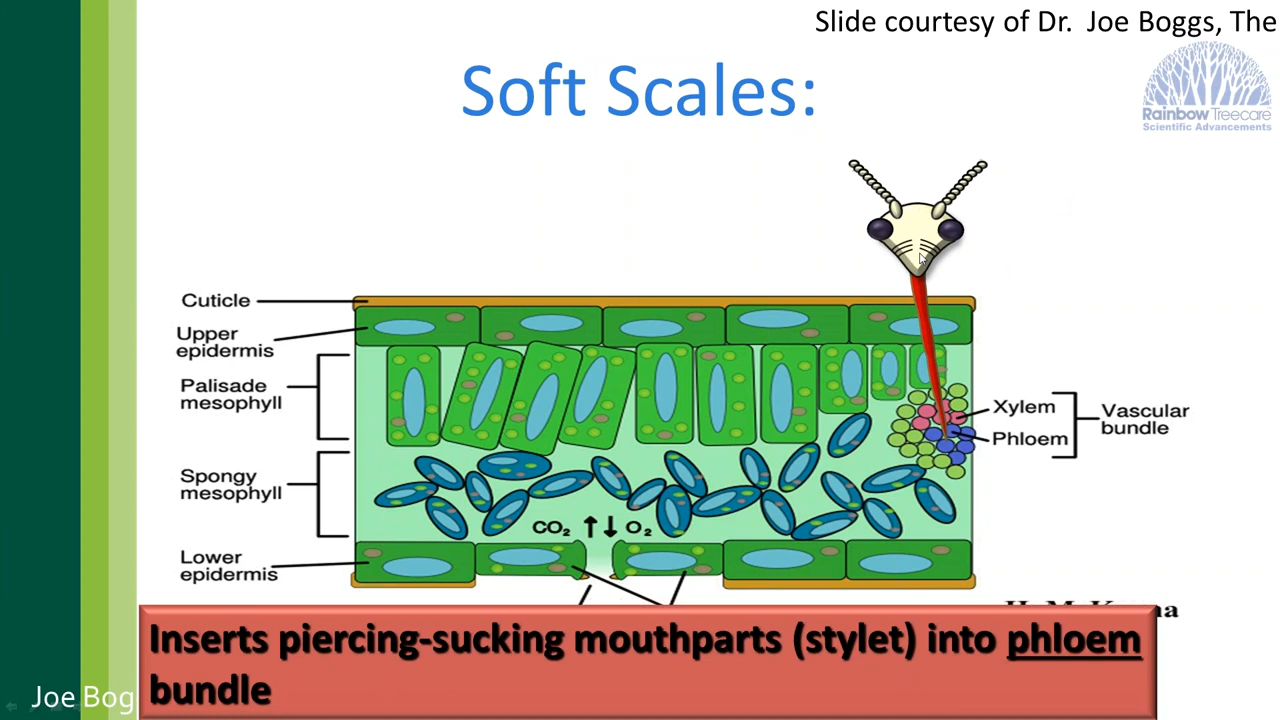 Slide courtesy of Dr. Joe Boggs, The
Soft Scales:
Rainbow Treecare
Scientific Advancements
Cuticle
Upper
epidermis
Palisade
mesophyll
Xylem
Phloem
Vascular
bundle
Spongy
mesophyll
CO₂
O₂
Lower
epidermis
Inserts piercing-sucking mouthparts (stylet) into phloem
bundle
Joe Bog